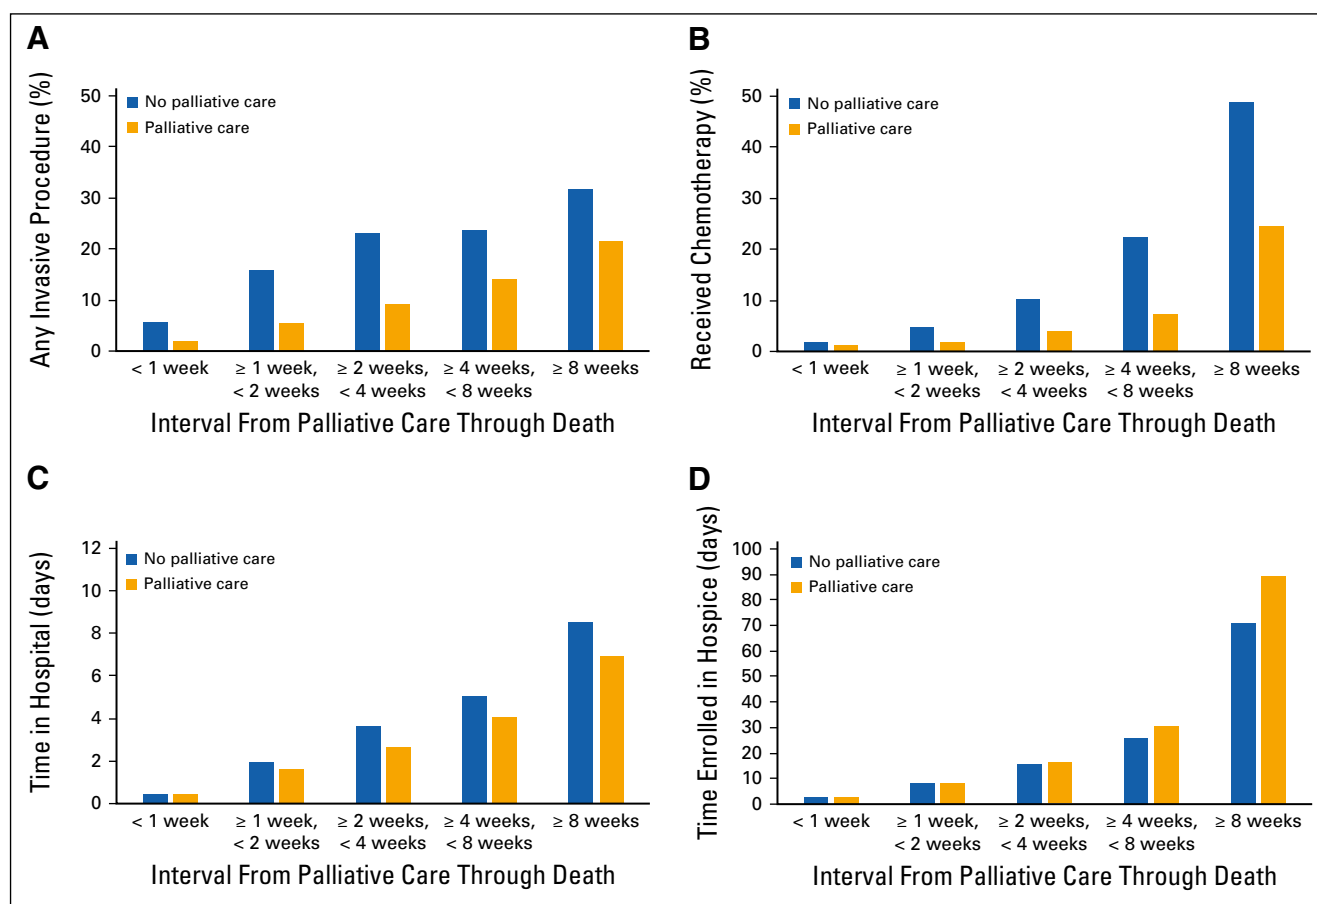 A
Any Invasive Procedure (%)
50
40
30
20
10
0
No palliative care
Palliative care
< 1 week
≥ 1 week,
< 2 weeks
≥ 2 weeks,
< 4 weeks
≥ 4 weeks,
< 8 weeks
≥ 8 weeks
Interval From Palliative Care Through Death
B
Received Chemotherapy (%)
50
40
30
20
10
0
No palliative care
Palliative care
< 1 week
≥ 1 week,
< 2 weeks
≥ 2 weeks,
< 4 weeks
≥ 4 weeks,
< 8 weeks
≥ 8 weeks
Interval From Palliative Care Through Death
C
Time in Hospital (days)
12
10
8
6
4
2
0
No palliative care
Palliative care
< 1 week
≥ 1 week,
< 2 weeks
≥ 2 weeks,
< 4 weeks
≥ 4 weeks,
< 8 weeks
≥ 8 weeks
Interval From Palliative Care Through Death
D
Time Enrolled in Hospice (days)
100
90
80
70
60
50
40
30
20
10
0
No palliative care
Palliative care
< 1 week
≥ 1 week,
< 2 weeks
≥ 2 weeks,
< 4 weeks
≥ 4 weeks,
< 8 weeks
≥ 8 weeks
Interval From Palliative Care Through Death